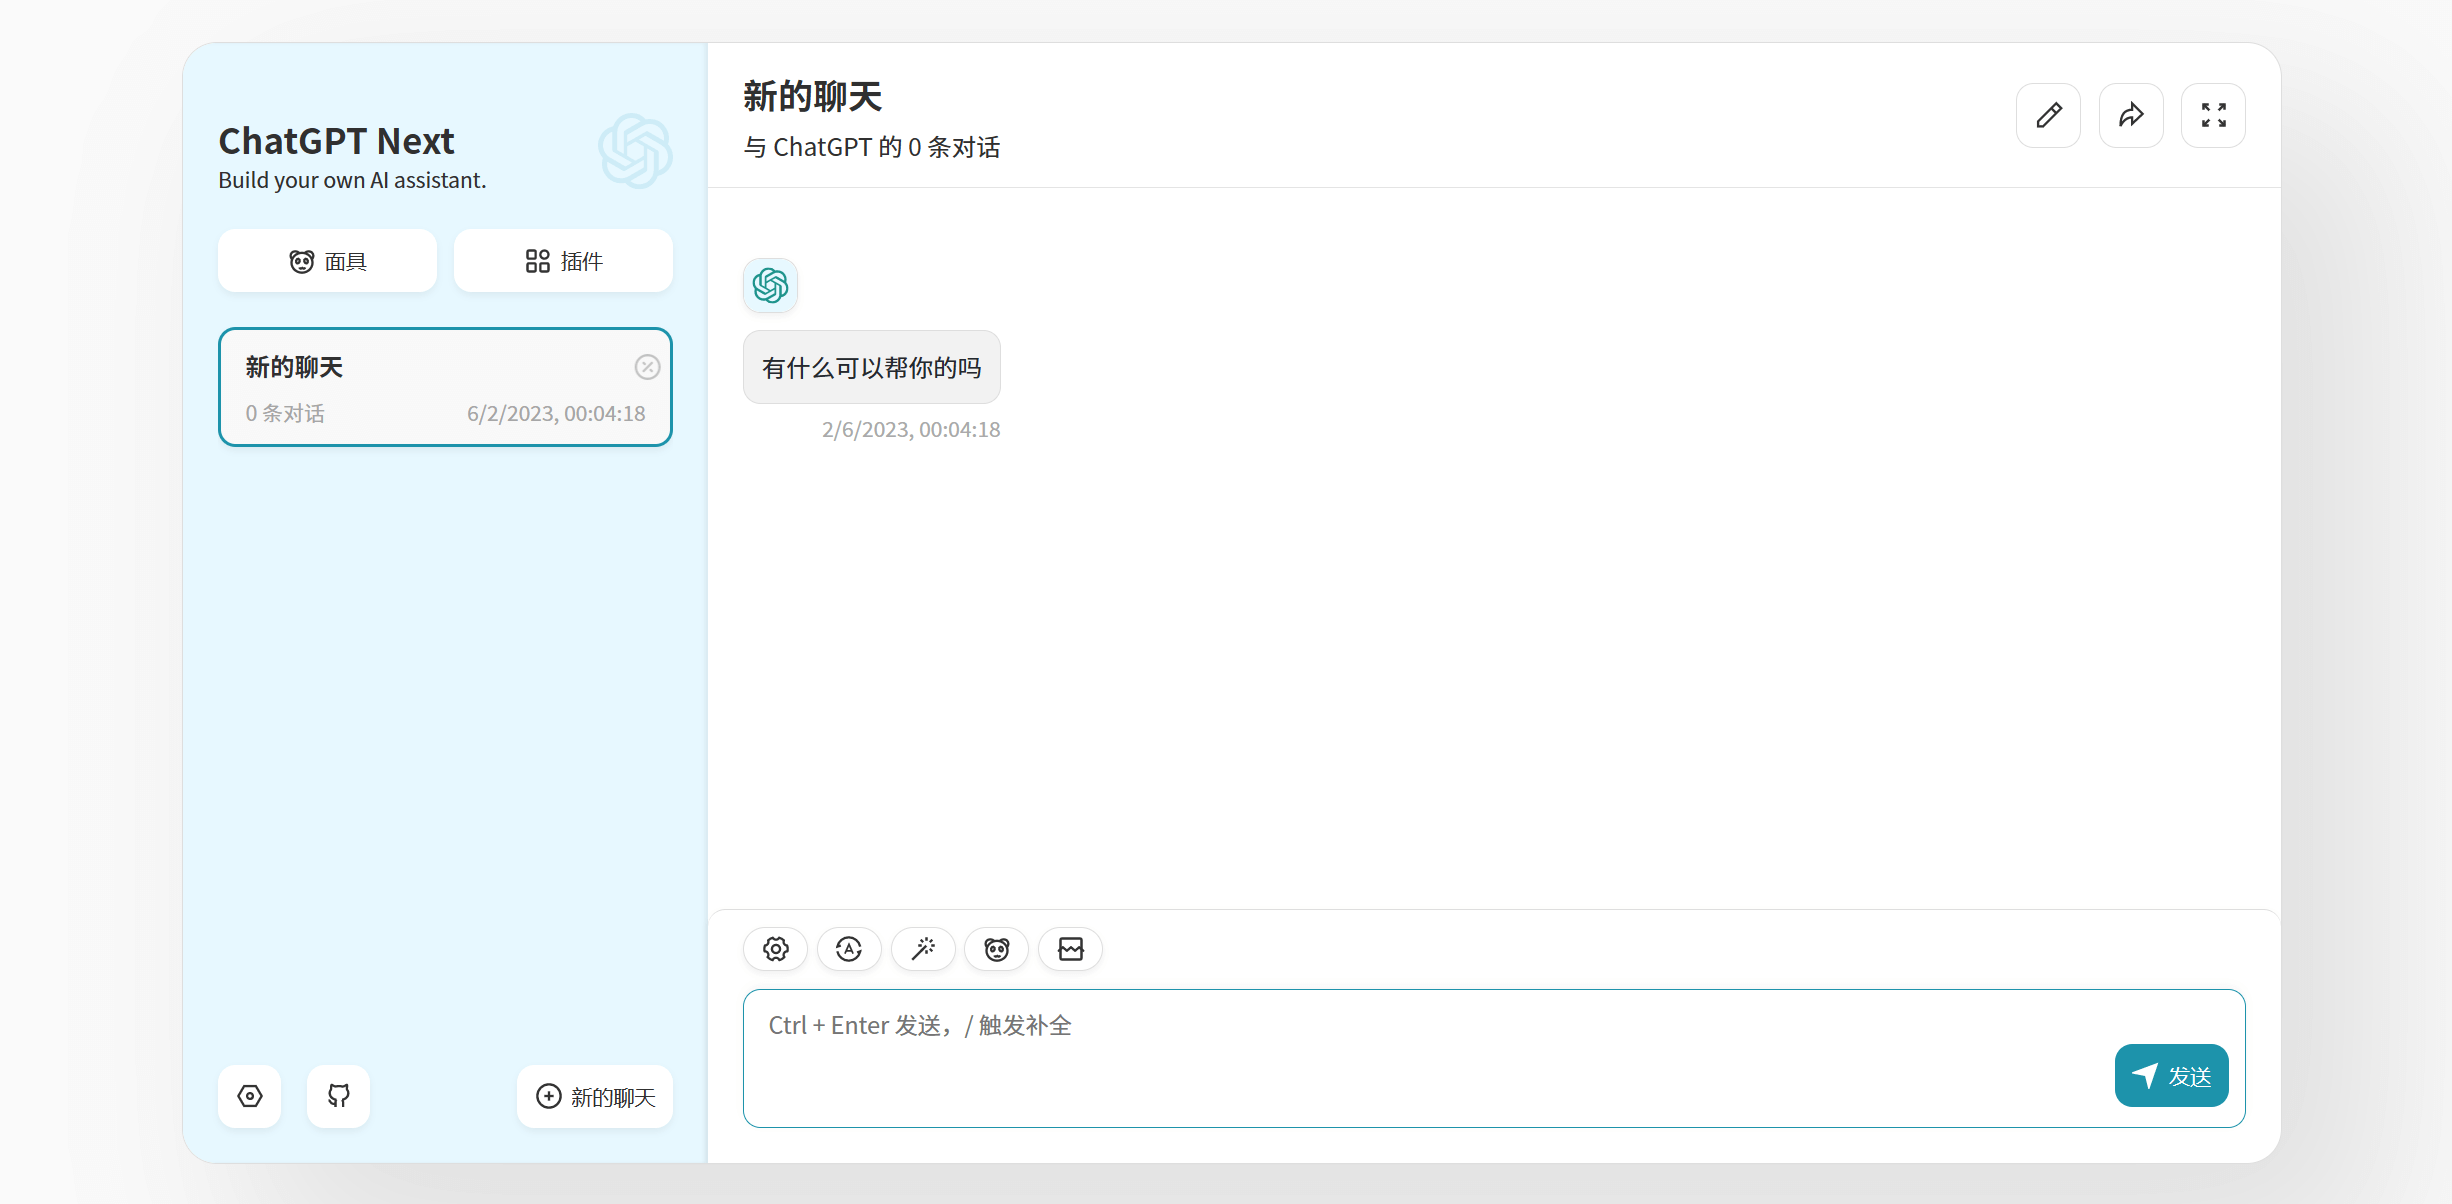 ChatGPT Next
Build your own AI assistant.
面具
插件
新的聊天
0 条对话
6/2/2023, 00:04:18
新的聊天
新的聊天
与 ChatGPT 的 0 条对话
有什么可以帮你的吗
2/6/2023, 00:04:18
Ctrl + Enter 发送，/ 触发补全
发送